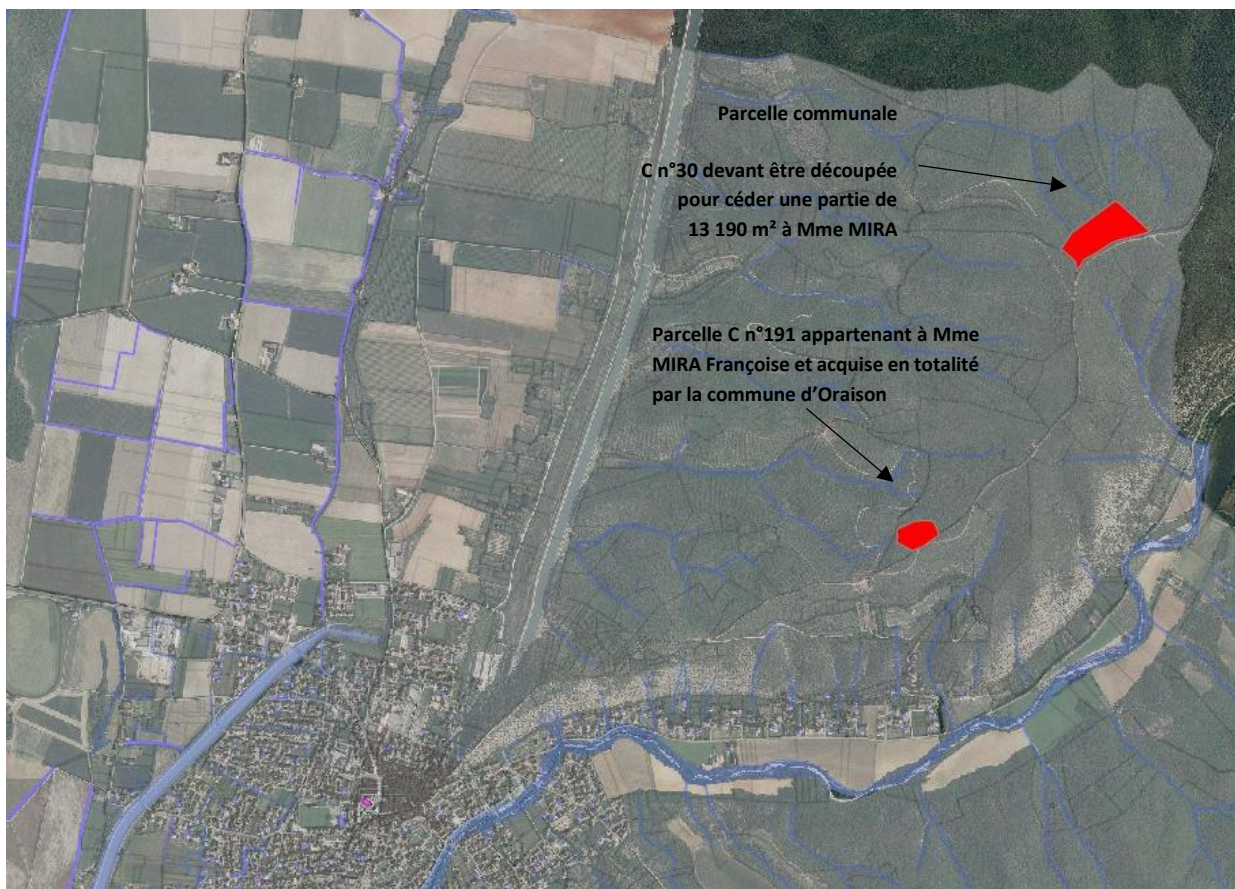 Parcelle communale
C n°30 devant être découpée
pour céder une partie de
13 190 m² à Mme MIRA
Parcelle C n°191 appartenant à Mme
MIRA Françoise et acquise en totalité
par la commune d’Oraison